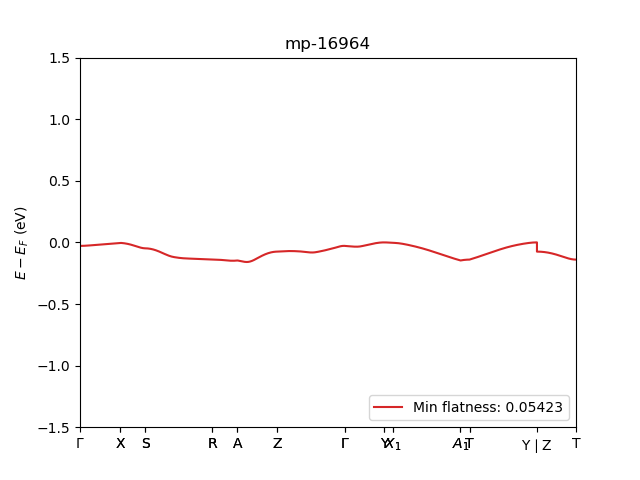 mp-16964
E − E_F (eV)
1.5
1.0
0.5
0.0
−0.5
−1.0
−1.5
Min flatness: 0.05423
Γ X S R A Z Γ Y X₁ A₁ T Y | Z T